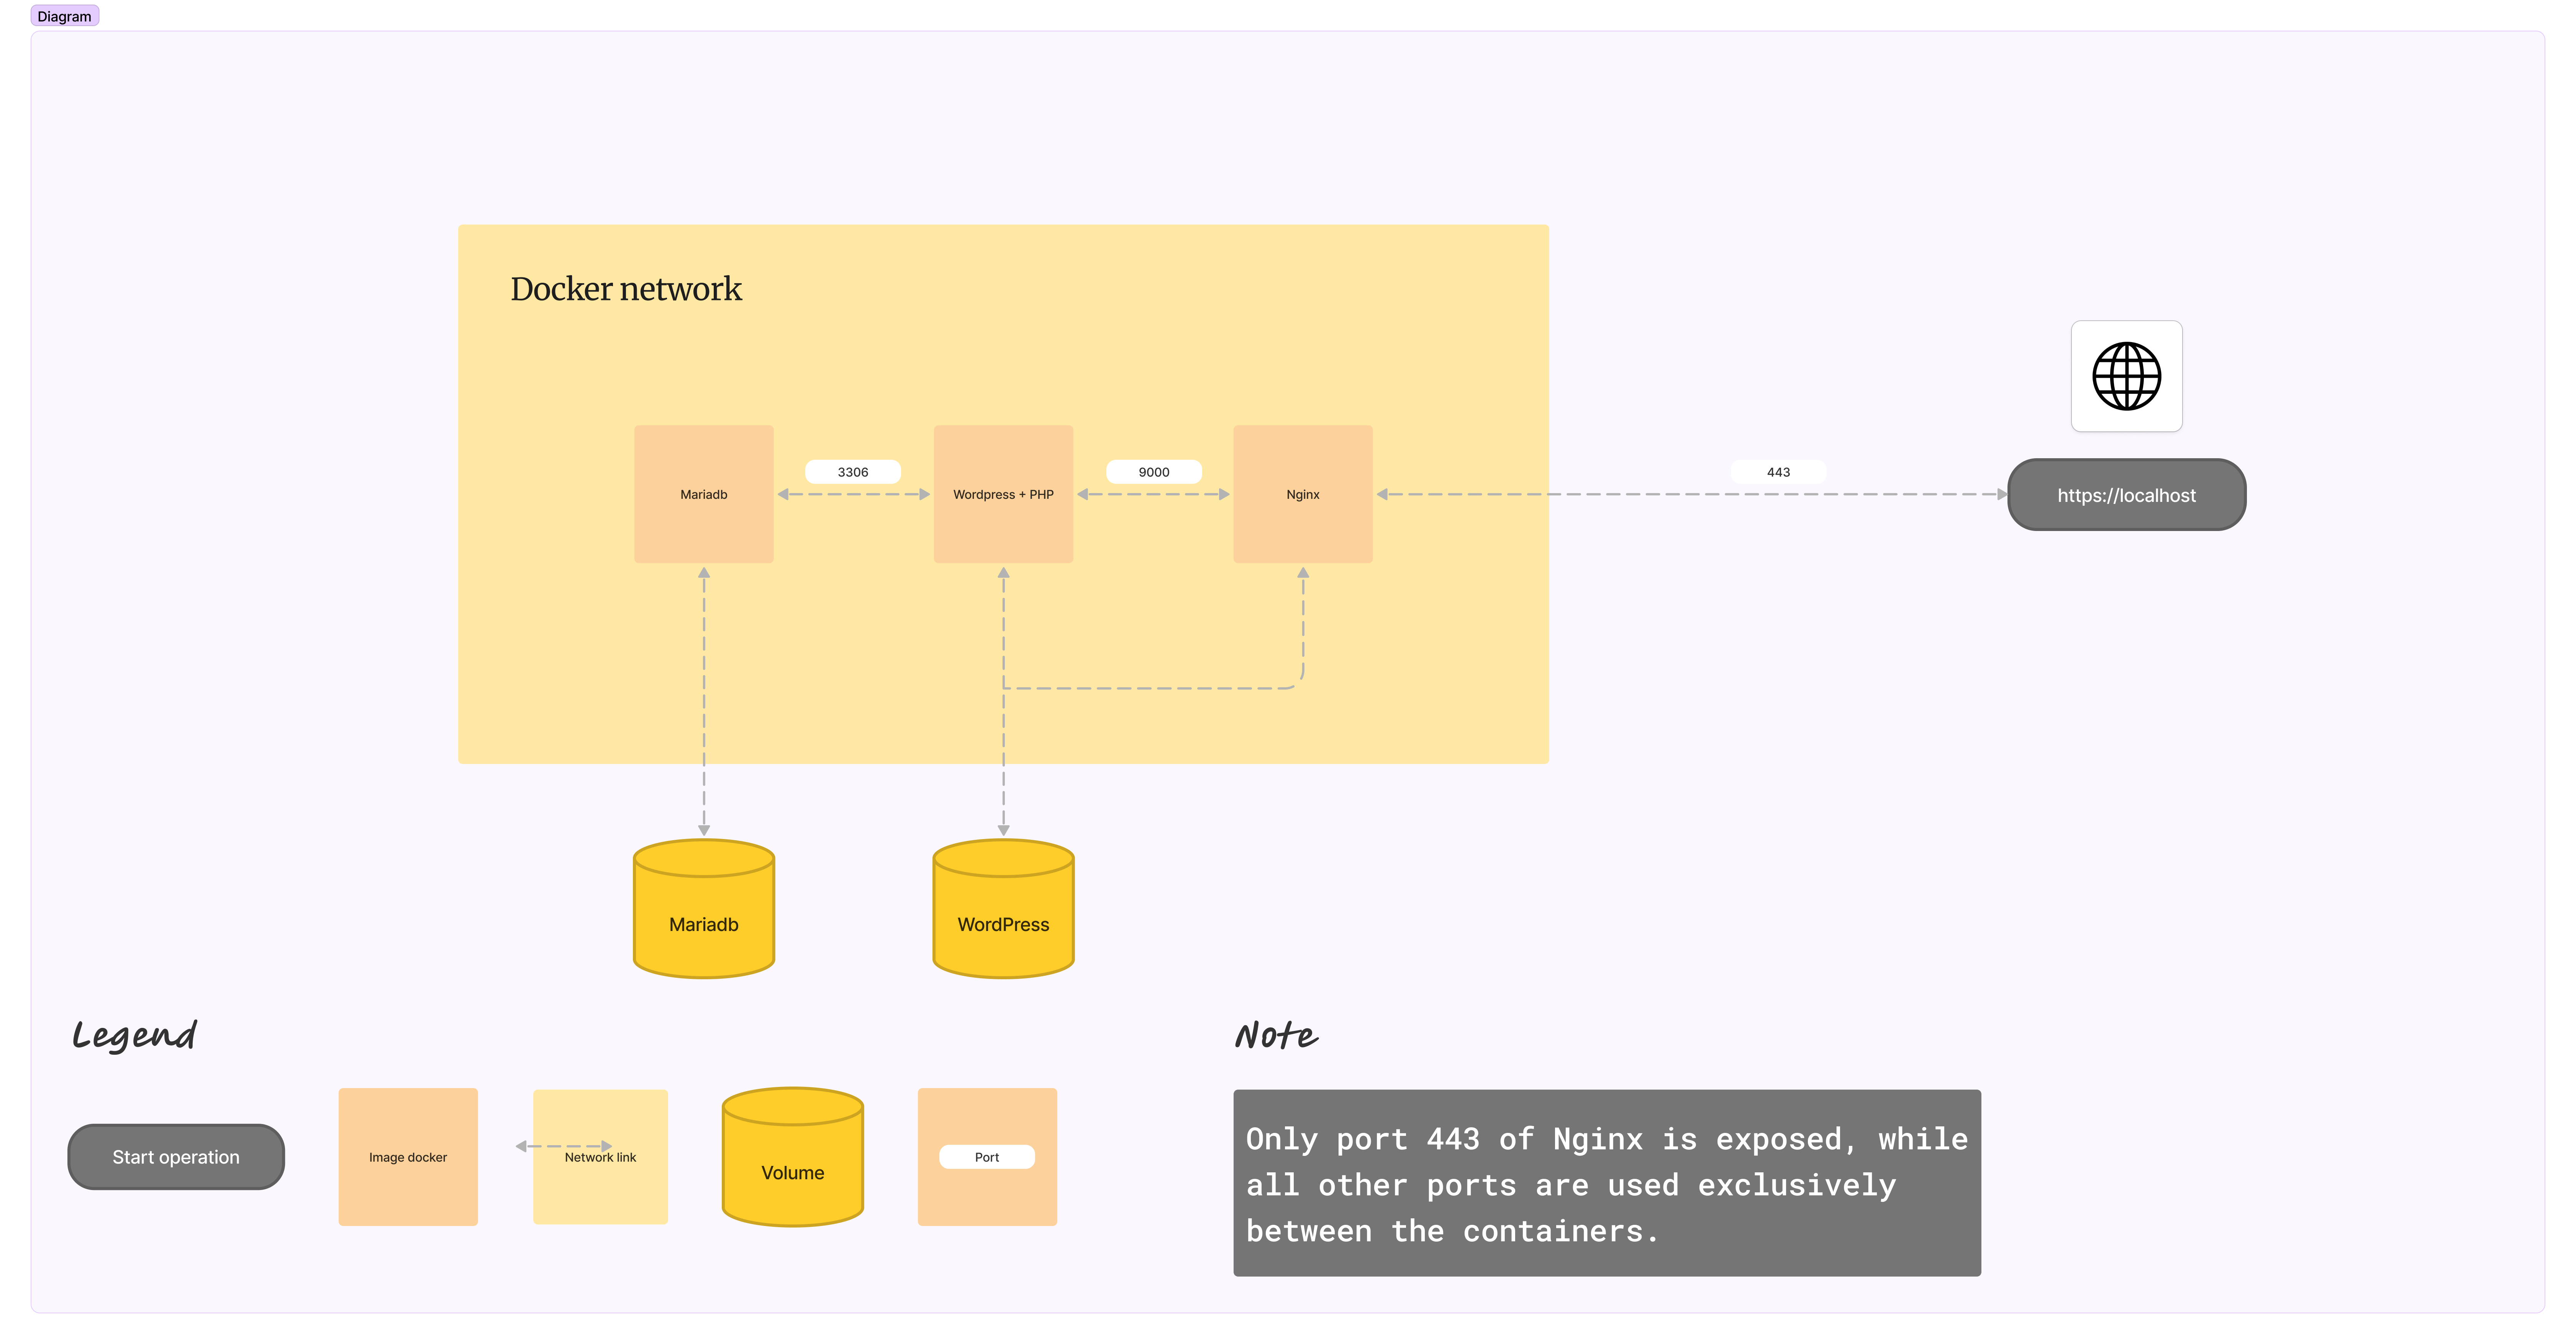 Diagram
Docker network
3306
9000
443
Mariadb
Wordpress + PHP
Nginx
https://localhost
Mariadb
WordPress
Legend
Note
Start operation
Image docker
Network link
Volume
Port
Only port 443 of Nginx is exposed, while
all other ports are used exclusively
between the containers.